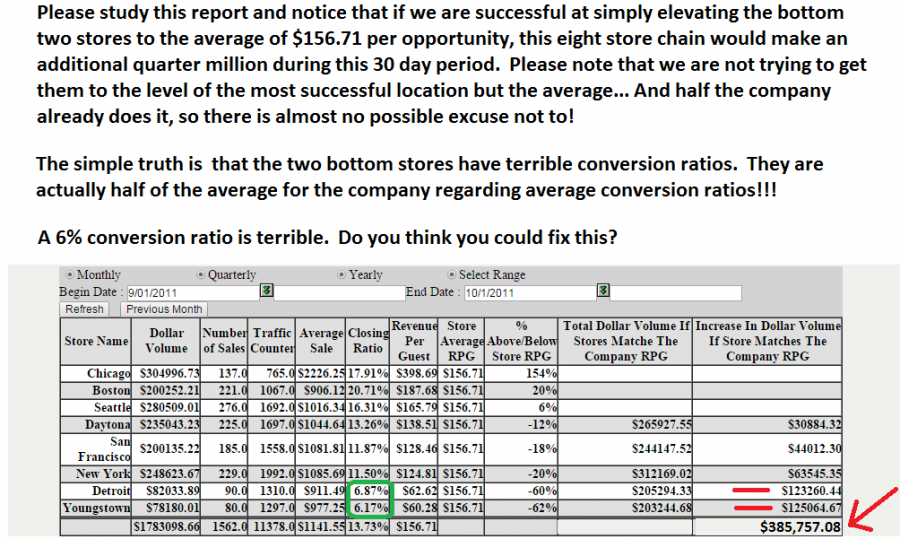 Please study this report and notice that if we are successful at simply elevating the bottom
two stores to the average of $156.71 per opportunity, this eight store chain would make an
additional quarter million during this 30 day period.  Please note that we are not trying to get
them to the level of the most successful location but the average... And half the company
already does it, so there is almost no possible excuse not to!
The simple truth is  that the two bottom stores have terrible conversion ratios.  They are
actually half of the average for the company regarding average conversion ratios!!!
A 6% conversion ratio is terrible.  Do you think you could fix this?
Monthly Quarterly Yearly Select Range
Begin Date : 9/01/2011 End Date : 10/1/2011
Refresh Previous Month
Store Name Dollar Volume Number of Sales Traffic Counter Average Sale Closing Ratio Revenue Per Guest Store Average RPG % Above/Below Store RPG Total Dollar Volume If Stores Matche The Company RPG Increase In Dollar Volume If Store Matches The Company RPG
Chicago $304996.73 137.0 765.0 $2226.25 17.91% $398.69 $156.71 154%
Boston $200252.21 221.0 1067.0 $906.12 20.71% $187.68 $156.71 20%
Seattle $280509.01 276.0 1692.0 $1016.34 16.31% $165.79 $156.71 6%
Daytona $235043.23 225.0 1697.0 $1044.64 13.26% $138.51 $156.71 -12% $265927.55 $30884.32
San Francisco $200135.22 185.0 1558.0 $1081.81 11.87% $128.46 $156.71 -18% $244147.52 $44012.30
New York $248623.67 229.0 1992.0 $1085.69 11.50% $124.81 $156.71 -20% $312169.02 $63545.35
Detroit $82033.89 90.0 1310.0 $911.49 6.87% $62.62 $156.71 -60% $205294.33 $123260.44
Youngstown $78180.01 80.0 1297.0 $977.25 6.17% $60.28 $156.71 -62% $203244.68 $125064.67
$1783098.66 1562.0 11378.0 $1141.55 13.73% $156.71 $385,757.08